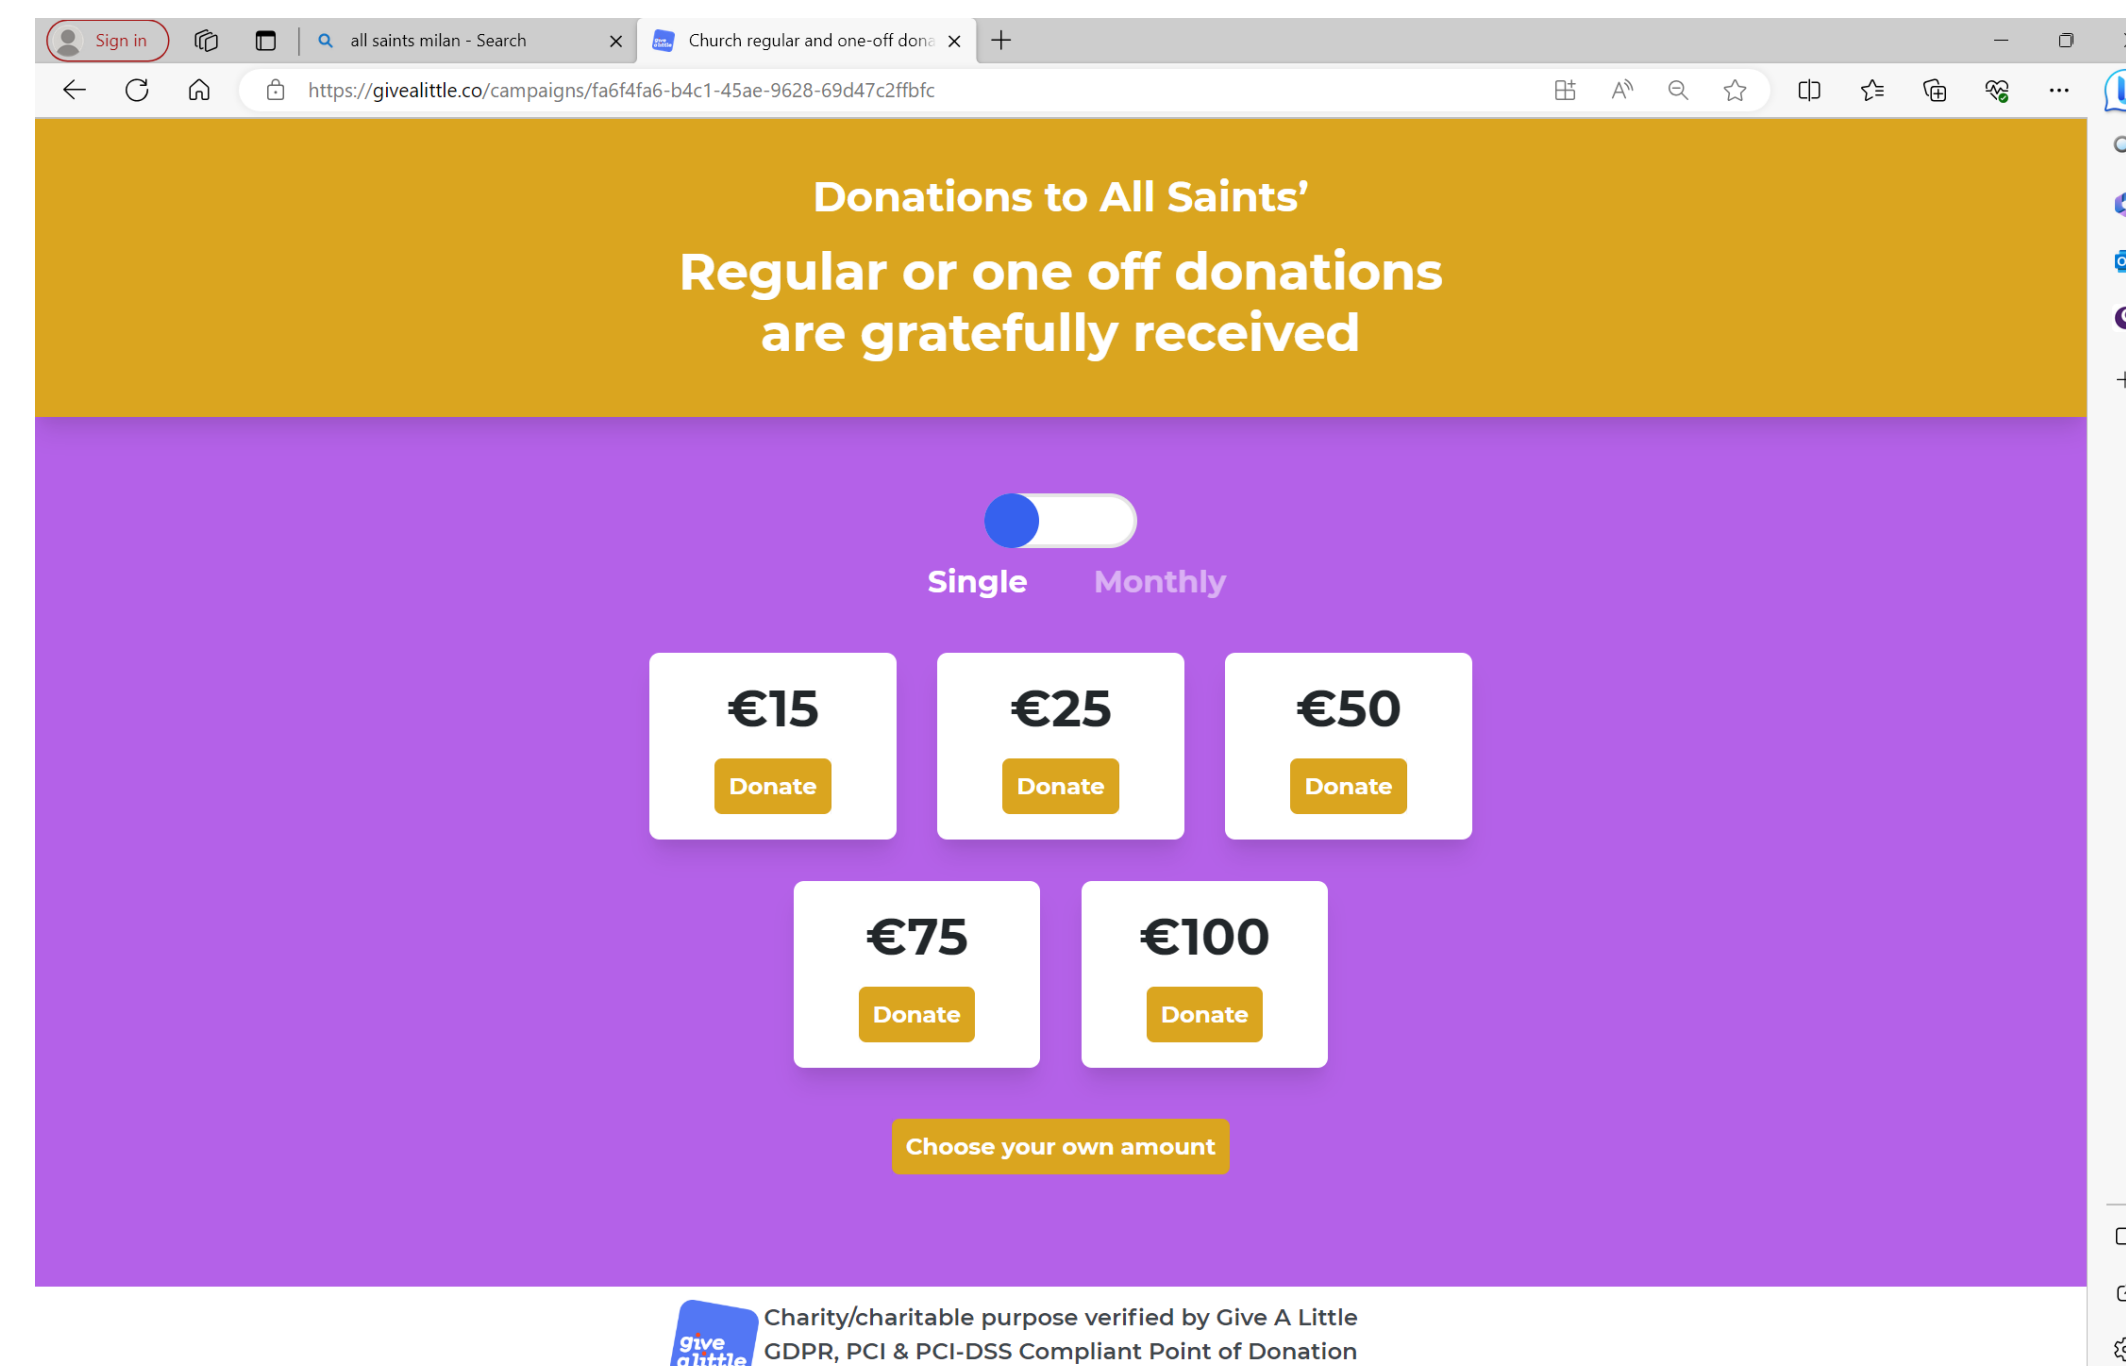 Sign in
all saints milan - Search
Church regular and one-off dona
https://givealittle.co/campaigns/fa6f4fa6-b4c1-45ae-9628-69d47c2ffbfc
Donations to All Saints’
Regular or one off donations
are gratefully received
Single Monthly
€15 €25 €50
Donate Donate Donate
€75 €100
Donate Donate
Choose your own amount
Charity/charitable purpose verified by Give A Little
GDPR, PCI & PCI-DSS Compliant Point of Donation
give
a little